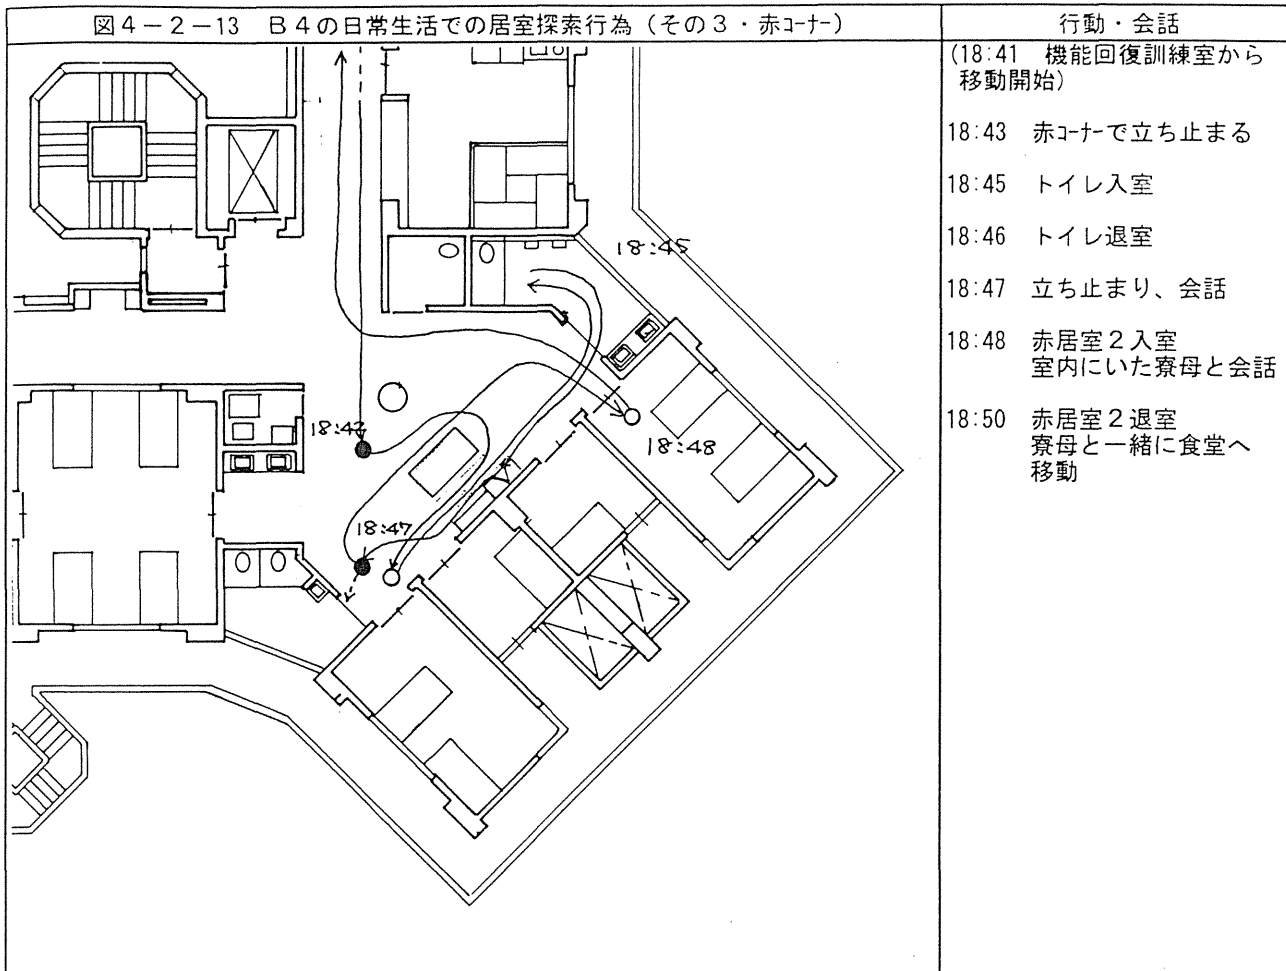 図4-2-13 B4の日常生活での居室探索行為(その3・赤コーナー)
行動・会話
(18:41 機能回復訓練室から
移動開始)
18:43 赤コーナーで立ち止まる
18:45 トイレ入室
18:46 トイレ退室
18:47 立ち止まり、会話
18:48 赤居室2入室
室内にいた寮母と会話
18:50 赤居室2退室
寮母と一緒に食堂へ
移動
18:45
18:43
18:48
18:47